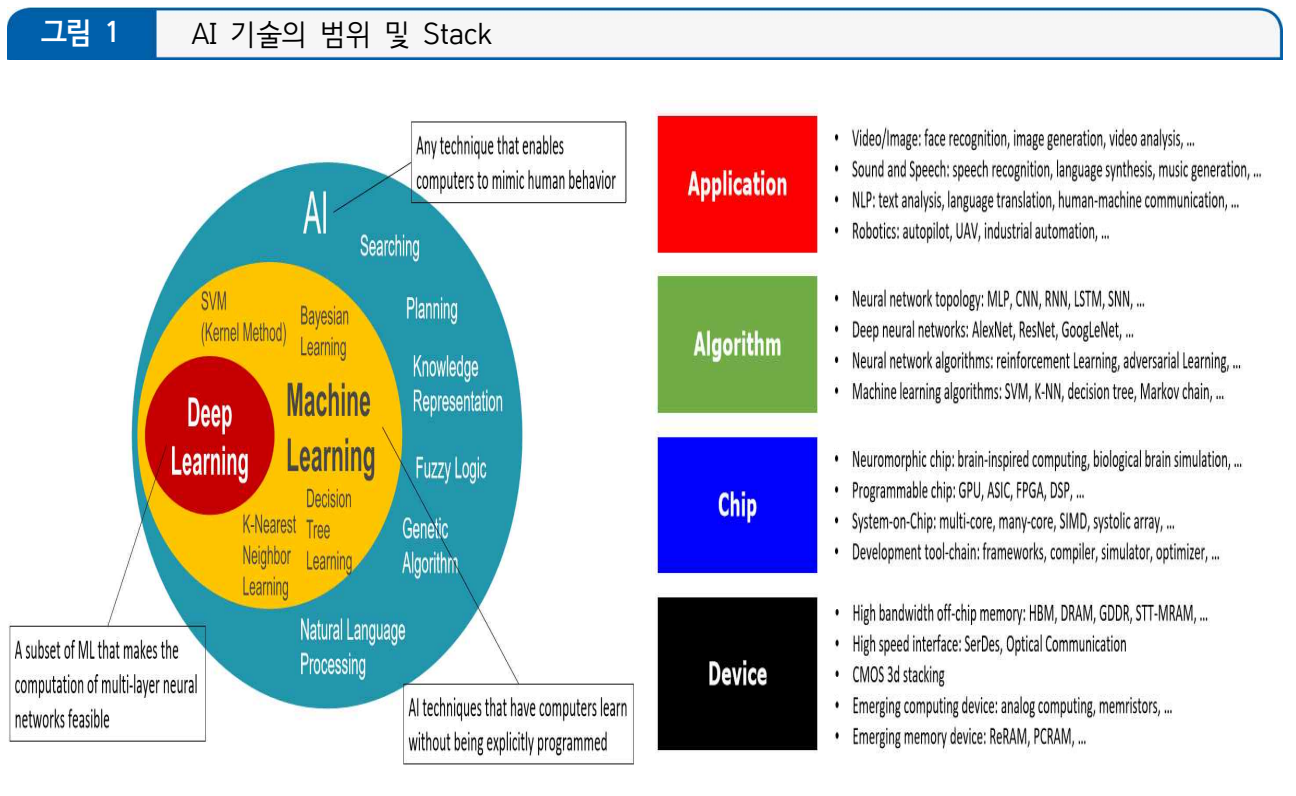 그림 1
AI 기술의 범위 및 Stack
Any technique that enables
computers to mimic human behavior
AI
Searching
Planning
Knowledge
Representation
Fuzzy Logic
Genetic
Algorithm
Natural Language
Processing
SVM
(Kernel Method)
Bayesian
Learning
Machine
Learning
Decision
Tree
Learning
K-Nearest
Neighbor
Learning
Deep
Learning
A subset of ML that makes the
computation of multi-layer neural
networks feasible
AI techniques that have computers learn
without being explicitly programmed
Application
• Video/Image: face recognition, image generation, video analysis, ...
• Sound and Speech: speech recognition, language synthesis, music generation, ...
• NLP: text analysis, language translation, human-machine communication, ...
• Robotics: autopilot, UAV, industrial automation, ...
Algorithm
• Neural network topology: MLP, CNN, RNN, LSTM, SNN, ...
• Deep neural networks: AlexNet, ResNet, GoogLeNet, ...
• Neural network algorithms: reinforcement Learning, adversarial Learning, ...
• Machine learning algorithms: SVM, K-NN, decision tree, Markov chain, ...
Chip
• Neuromorphic chip: brain-inspired computing, biological brain simulation, ...
• Programmable chip: GPU, ASIC, FPGA, DSP, ...
• System-on-Chip: multi-core, many-core, SIMD, systolic array, ...
• Development tool-chain: frameworks, compiler, simulator, optimizer, ...
Device
• High bandwidth off-chip memory: HBM, DRAM, GDDR, STT-MRAM, ...
• High speed interface: SerDes, Optical Communication
• CMOS 3d stacking
• Emerging computing device: analog computing, memristors, ...
• Emerging memory device: ReRAM, PCRAM, ...